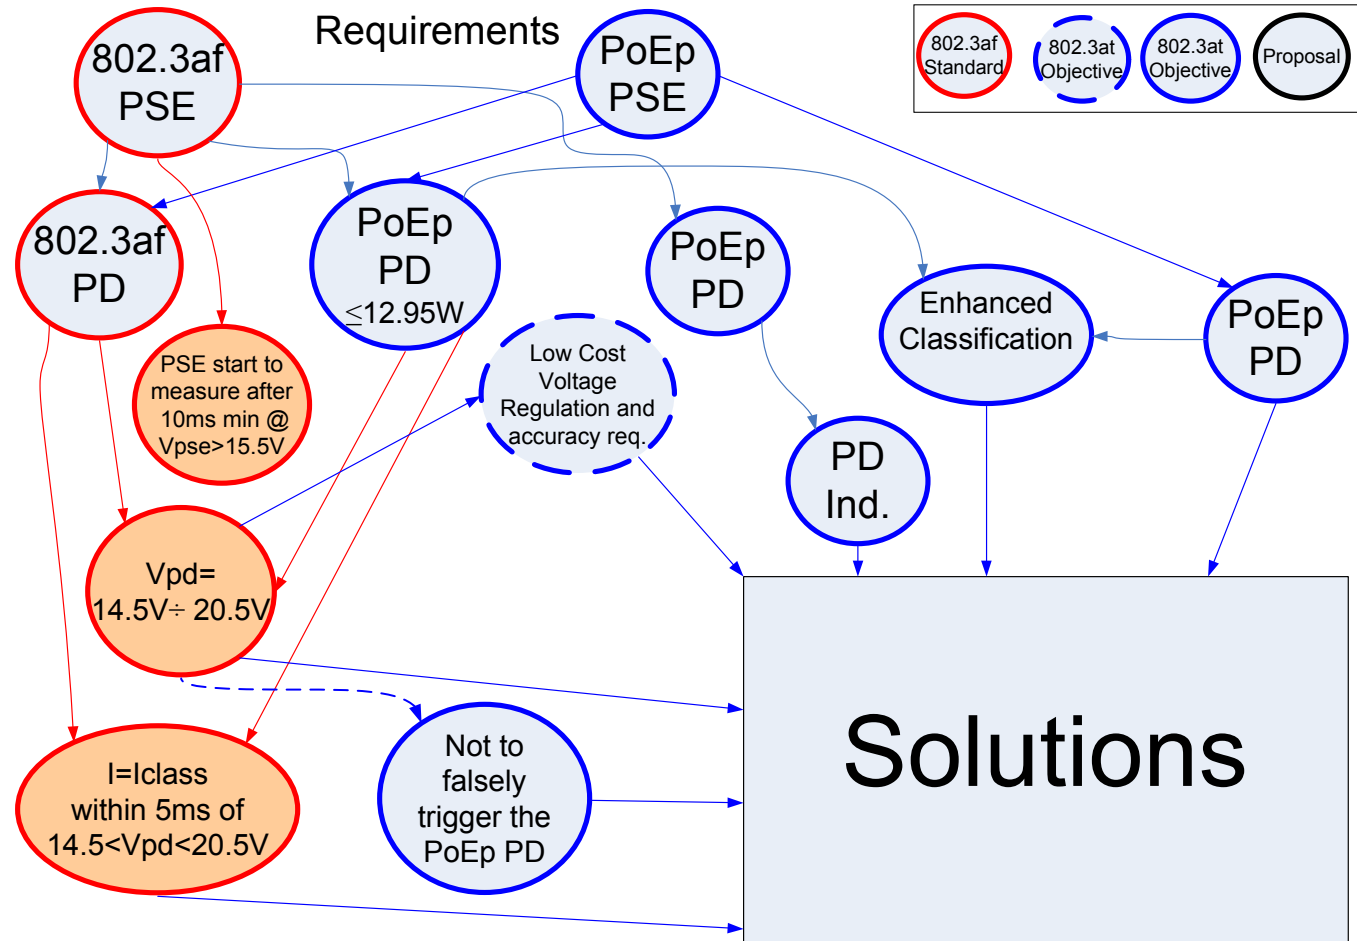 Requirements
802.3af
PSE
PoEp
PSE
802.3af
Standard
802.3at
Objective
802.3at
Objective
Proposal
802.3af
PD
PoEp
PD
≤12.95W
PoEp
PD
Enhanced
Classification
PoEp
PD
PSE start to
measure after
10ms min @
Vpse>15.5V
Low Cost
Voltage
Regulation and
accuracy req.
PD
Ind.
Vpd=
14.5V÷ 20.5V
I=Iclass
within 5ms of
14.5<Vpd<20.5V
Not to
falsely
trigger the
PoEp PD
Solutions